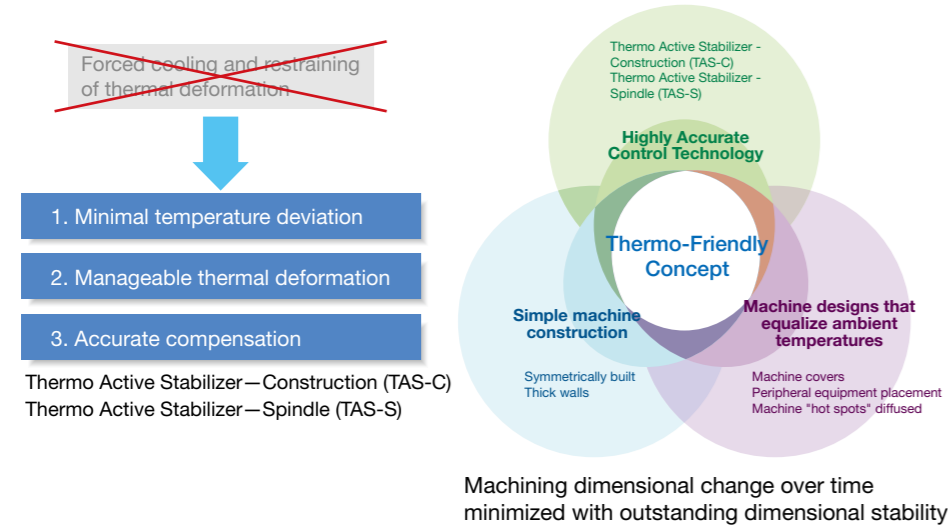 Forced cooling and restraining
of thermal deformation
1. Minimal temperature deviation
2. Manageable thermal deformation
3. Accurate compensation
Thermo Active Stabilizer—Construction (TAS-C)
Thermo Active Stabilizer—Spindle (TAS-S)
Thermo Active Stabilizer -
Construction (TAS-C)
Thermo Active Stabilizer -
Spindle (TAS-S)
Highly Accurate
Control Technology
Thermo-Friendly
Concept
Simple machine
construction
Symmetrically built
Thick walls
Machine designs that
equalize ambient
temperatures
Machine covers
Peripheral equipment placement
Machine "hot spots" diffused
Machining dimensional change over time
minimized with outstanding dimensional stability